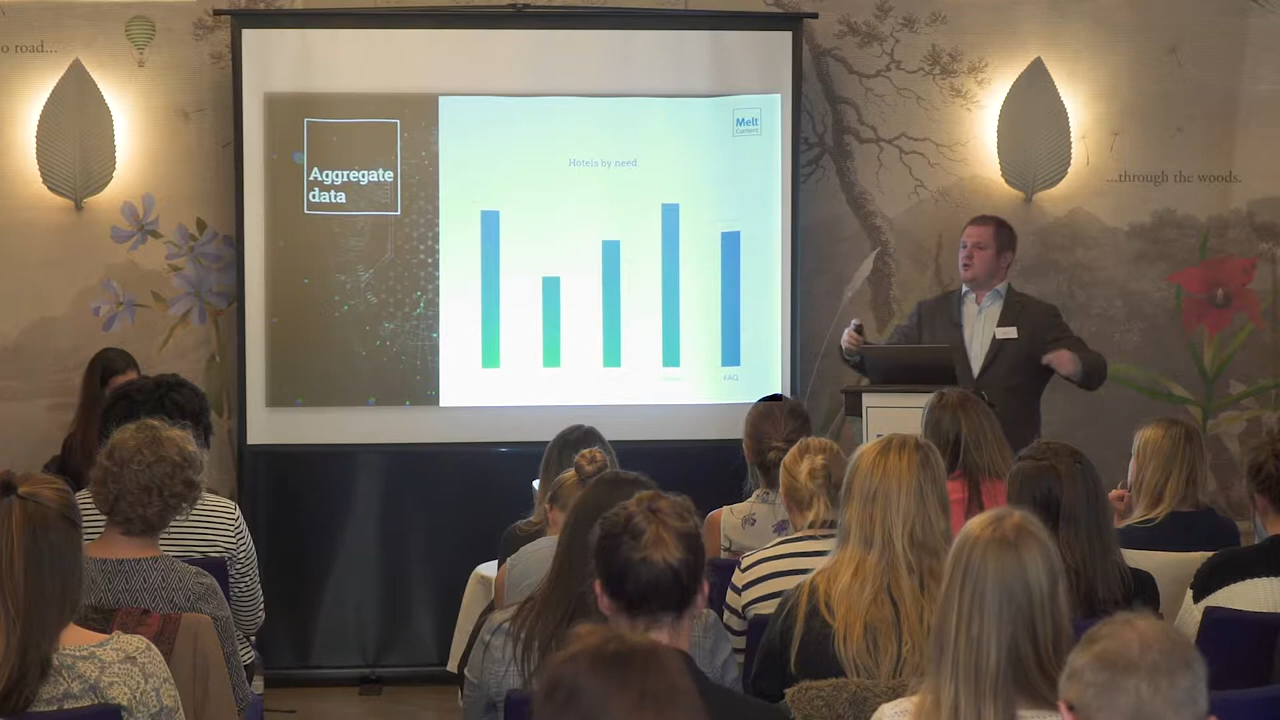 o road...
Aggregate
data
Melt
Content
Hotels by need
FAQ
...through the woods.